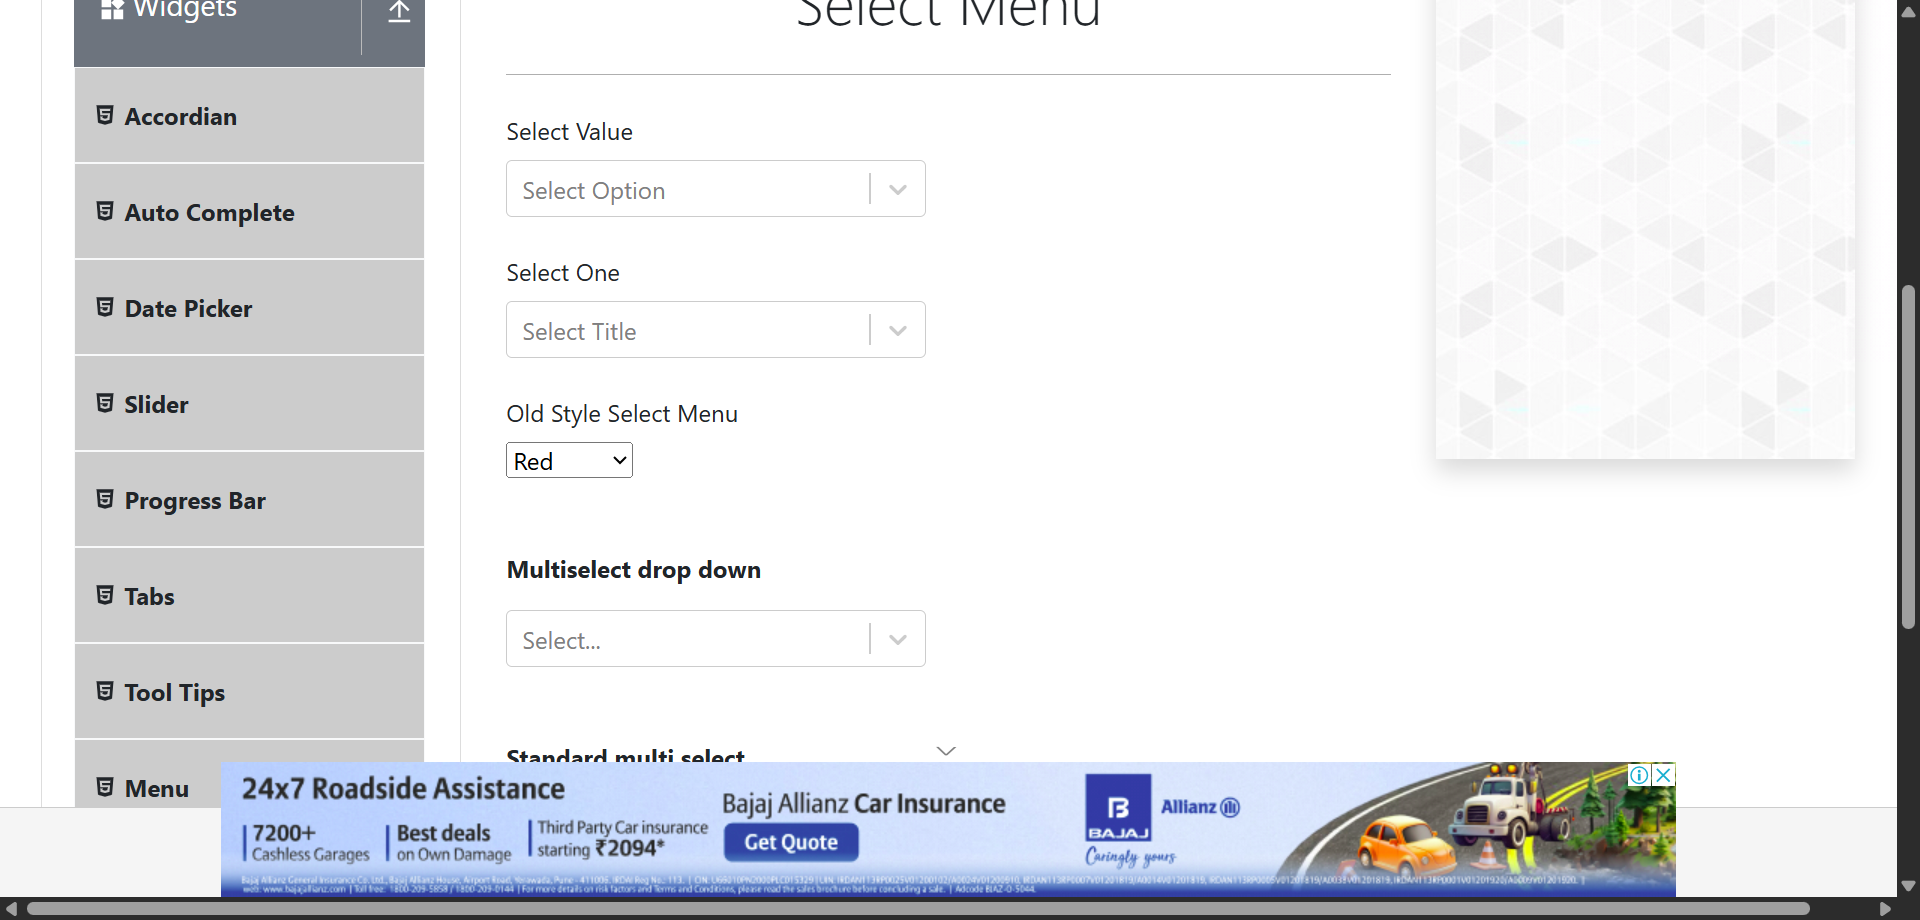 Widgets
Select Menu
Accordian
Auto Complete
Date Picker
Slider
Progress Bar
Tabs
Tool Tips
Menu
Select Value
Select Option
Select One
Select Title
Old Style Select Menu
Red
Multiselect drop down
Select...
Standard multi select
24x7 Roadside Assistance
7200+
Cashless Garages
Best deals
on Own Damage
Third Party Car insurance
starting ₹2094*
Bajaj Allianz Car Insurance
Get Quote
B
BAJAJ
Allianz
Caringly yours